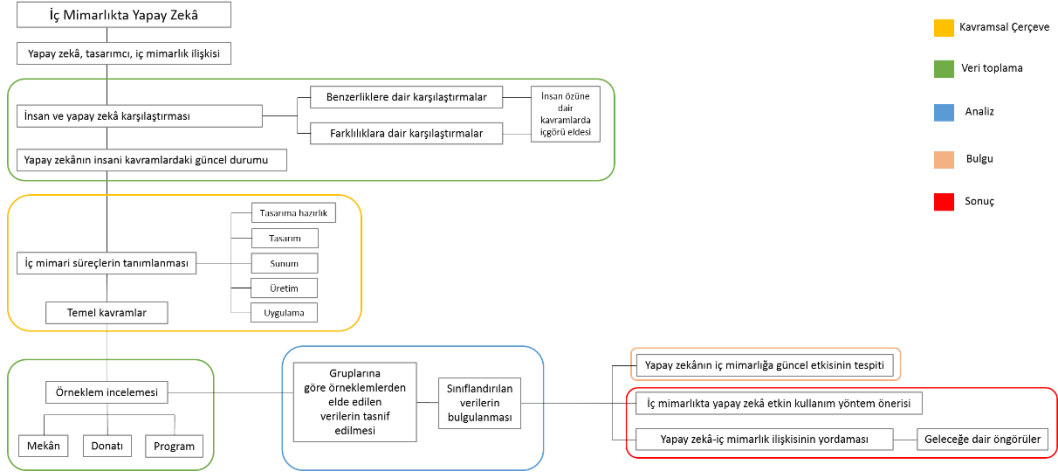 İç Mimarlıkta Yapay Zekâ
Yapay zekâ, tasarımcı, iç mimarlık ilişkisi
İnsan ve yapay zekâ karşılaştırması
Benzerliklere dair karşılaştırmalar
Farklılıklara dair karşılaştırmalar
İnsan özüne
dair
kavramlarda
içgörü eldesi
Yapay zekânın insani kavramlardaki güncel durumu
İç mimari süreçlerin tanımlanması
Tasarıma hazırlık
Tasarım
Sunum
Üretim
Uygulama
Temel kavramlar
Örneklem incelemesi
Mekân
Donatı
Program
Gruplarına
göre örneklemlerden
elde edilen
verilerin tasnif
edilmesi
Sınıflandırılan
verilerin
bulgulanması
Yapay zekânın iç mimarlığa güncel etkisinin tespiti
İç mimarlıkta yapay zekâ etkin kullanım yöntem önerisi
Yapay zekâ-iç mimarlık ilişkisinin yordaması
Geleceğe dair öngörüler
Kavramsal Çerçeve
Veri toplama
Analiz
Bulgu
Sonuç